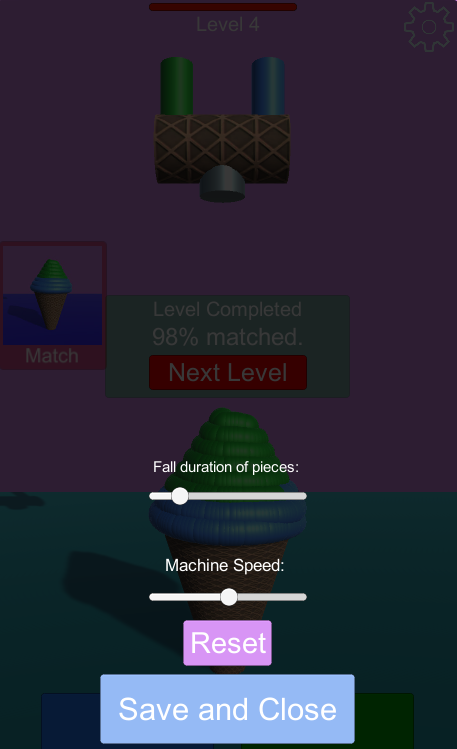 Level 4
Match
Level Completed
98% matched.
Next Level
Fall duration of pieces:
Machine Speed:
Reset
Save and Close